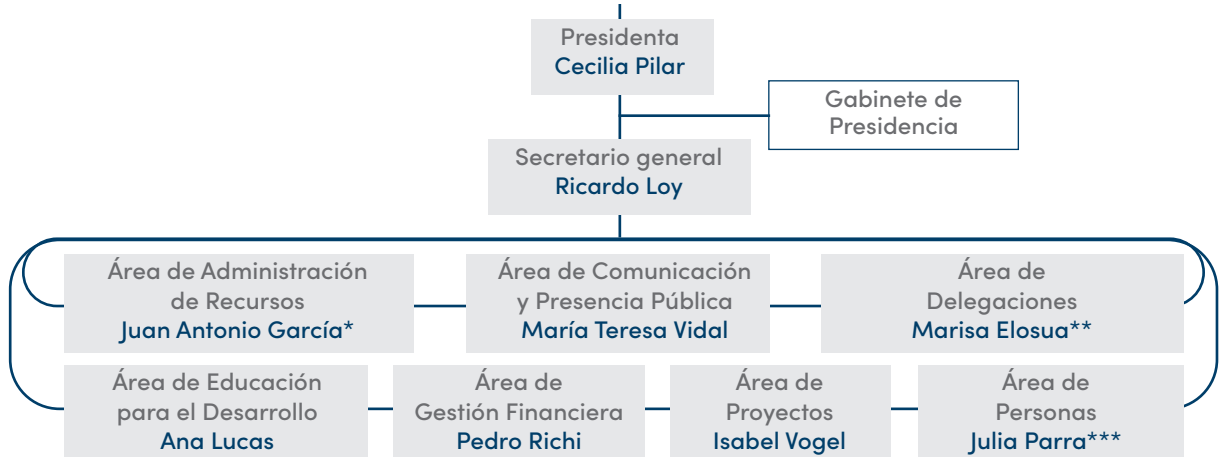 Presidenta
Cecilia Pilar
Gabinete de
Presidencia
Secretario general
Ricardo Loy
Área de Administración
de Recursos
Juan Antonio García*
Área de Comunicación
y Presencia Pública
María Teresa Vidal
Área de
Delegaciones
Marisa Elosua**
Área de Educación
para el Desarrollo
Ana Lucas
Área de
Gestión Financiera
Pedro Richi
Área de
Proyectos
Isabel Vogel
Área de
Personas
Julia Parra***